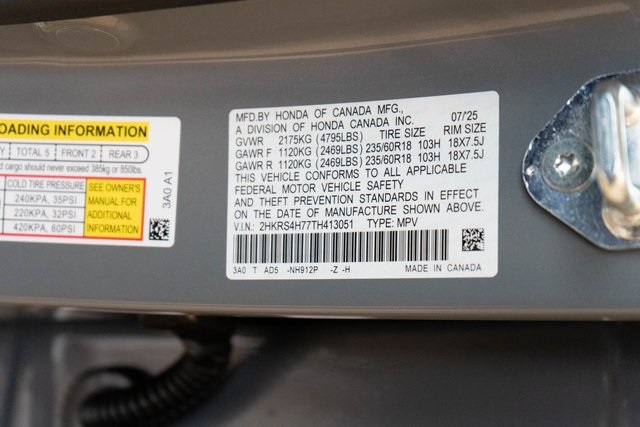 OADING INFORMATION
Y TOTAL 5 FRONT 2 REAR 3
d cargo should never exceed 385kg or 850lbs.
COLD TIRE PRESSURE SEE OWNER'S
240KPA, 35PSI MANUAL FOR
220KPA, 32PSI ADDITIONAL
420KPA, 60PSI INFORMATION
3A0 A1
MFD.BY HONDA OF CANADA MFG., 07/'25
A DIVISION OF HONDA CANADA INC.
GVWR 2175KG (4795LBS) TIRE SIZE RIM SIZE
GAWR F 1120KG (2469LBS) 235/60R18 103H 18X7.5J
GAWR R 1120KG (2469LBS) 235/60R18 103H 18X7.5J
THIS VEHICLE CONFORMS TO ALL APPLICABLE
FEDERAL MOTOR VEHICLE SAFETY
AND THEFT PREVENTION STANDARDS IN EFFECT
ON THE DATE OF MANUFACTURE SHOWN ABOVE.
V.I.N: 2HKRS4H77TH413051 TYPE: MPV
3A0 T AD5 -NH912P -Z -H MADE IN CANADA